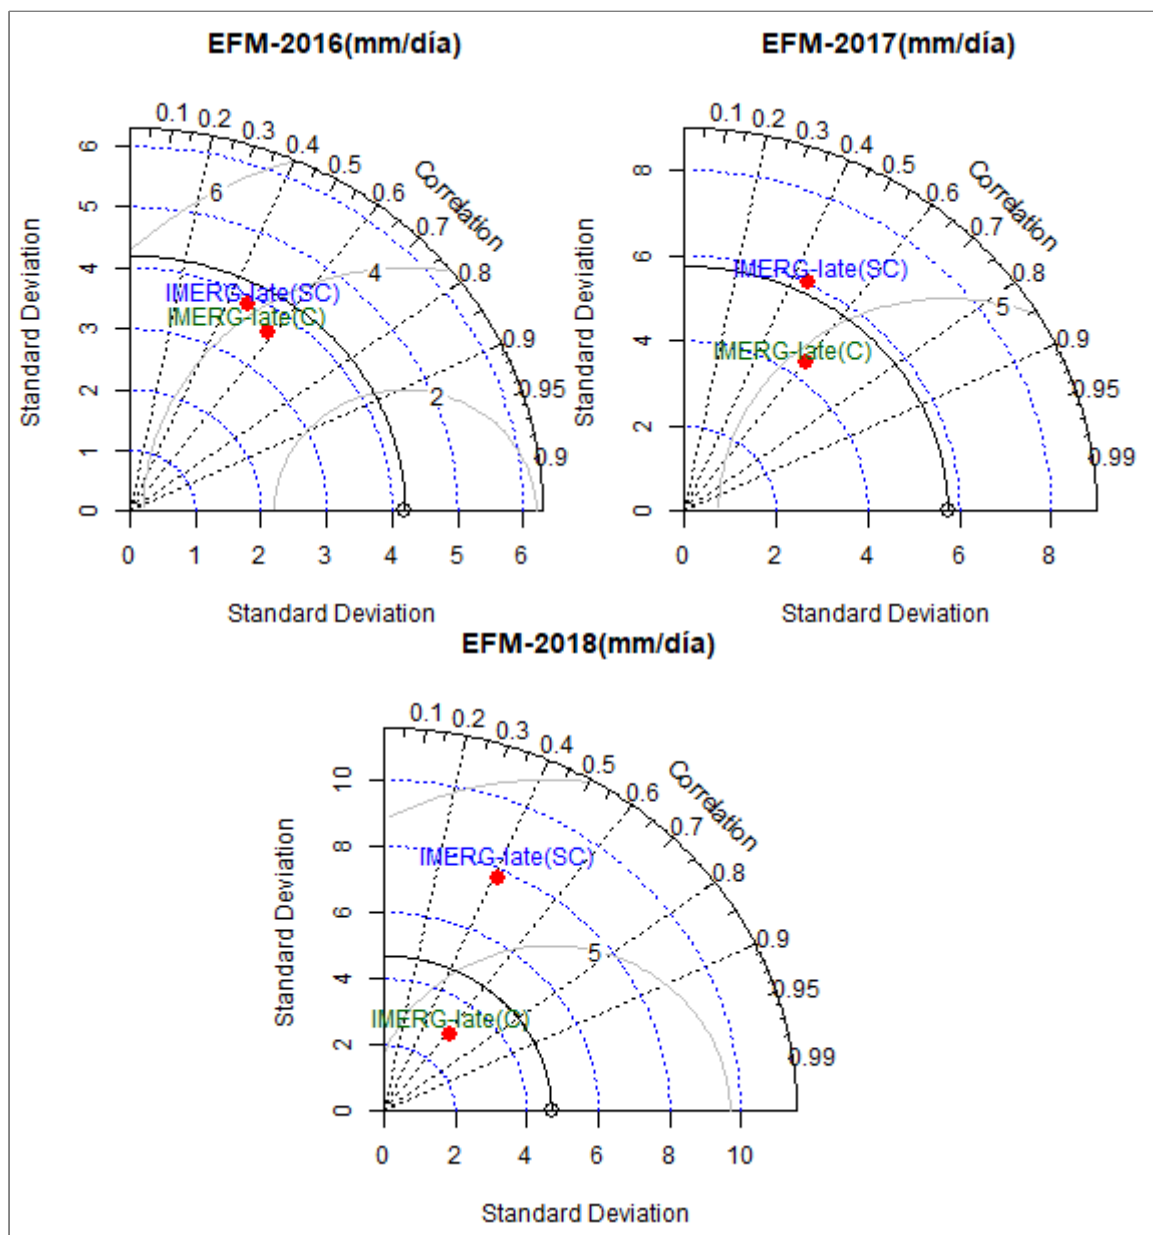 EFM-2016(mm/día)
0.1 0.2 0.3 0.4 0.5 0.6 0.7 0.8 0.9 0.95 0.9
Correlation
6 4 2
IMERG-late(SC)
IMERG-late(C)
Standard Deviation
0 1 2 3 4 5 6
0 1 2 3 4 5 6
Standard Deviation
EFM-2017(mm/día)
0.1 0.2 0.3 0.4 0.5 0.6 0.7 0.8 0.9 0.95 0.99
Correlation
5
IMERG-late(SC)
IMERG-late(C)
Standard Deviation
0 2 4 6 8
0 2 4 6 8
Standard Deviation
EFM-2018(mm/día)
0.1 0.2 0.3 0.4 0.5 0.6 0.7 0.8 0.9 0.95 0.99
Correlation
5
IMERG-late(SC)
IMERG-late(C)
Standard Deviation
0 2 4 6 8 10
0 2 4 6 8 10
Standard Deviation